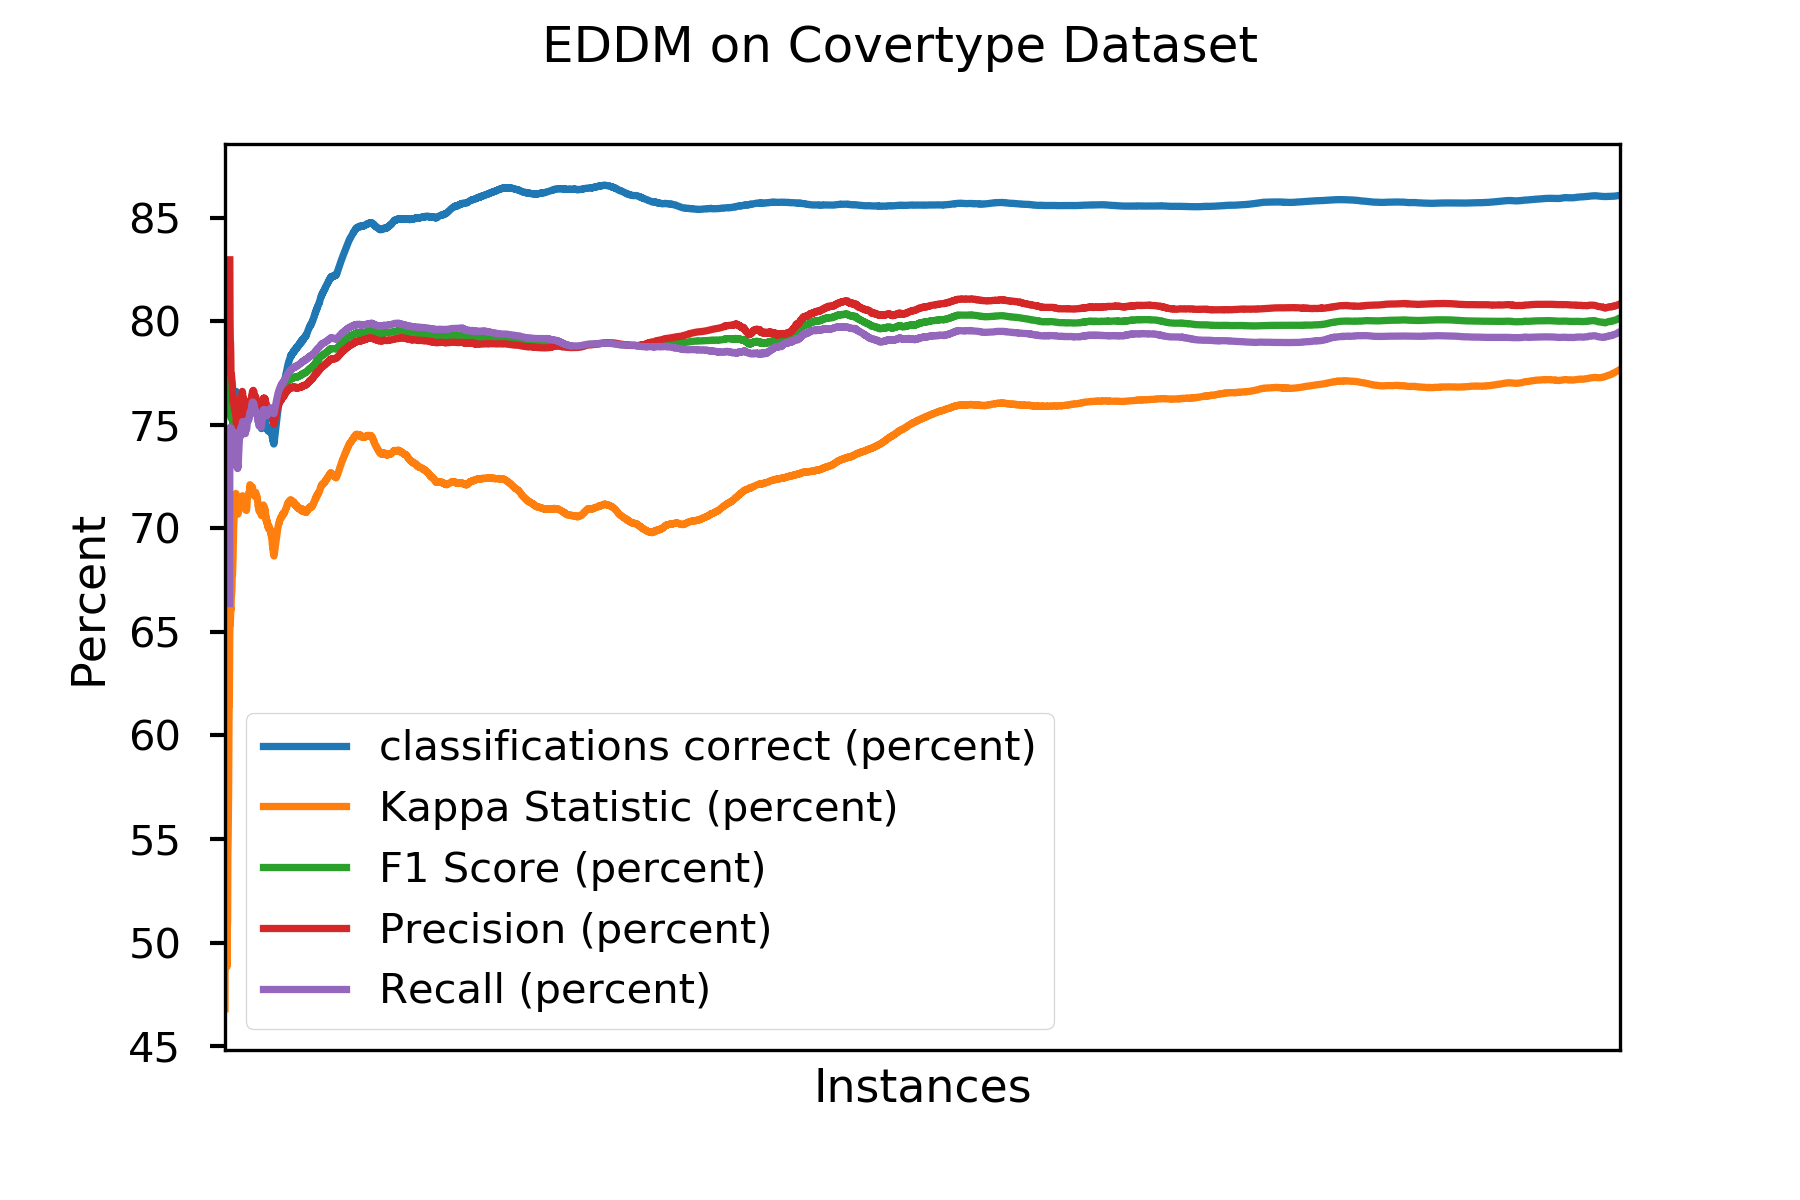 EDDM on Covertype Dataset
Percent
85
80
75
70
65
60
55
50
45
classifications correct (percent)
Kappa Statistic (percent)
F1 Score (percent)
Precision (percent)
Recall (percent)
Instances